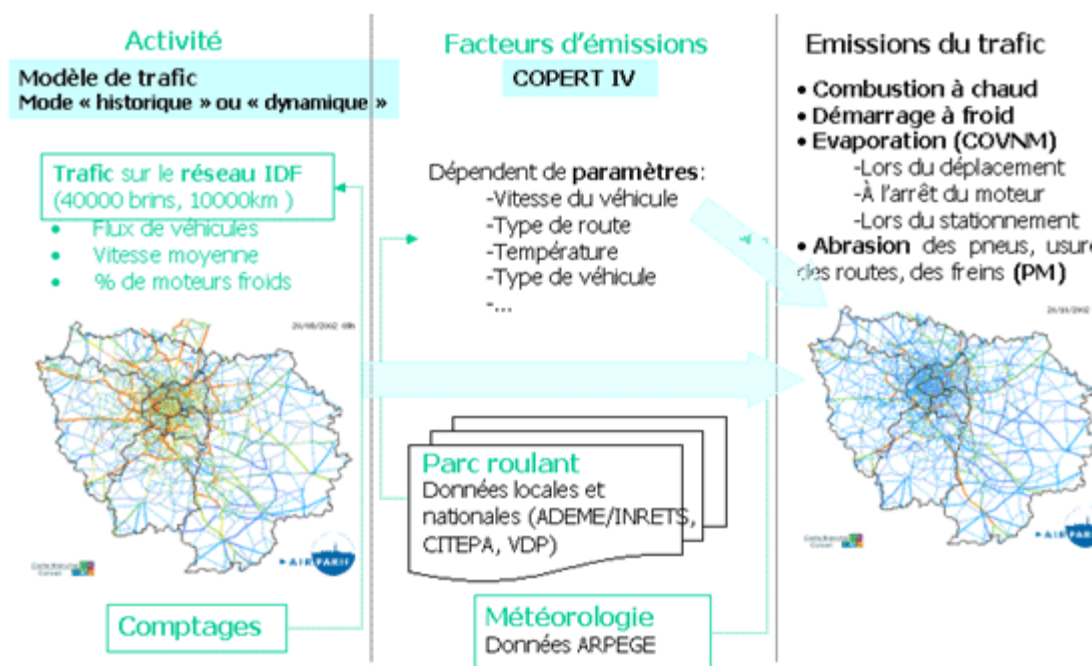 Activité
Modèle de trafic
Mode « historique » ou « dynamique »
Trafic sur le réseau IDF
(40000 brins, 10000km )
• Flux de véhicules
• Vitesse moyenne
• % de moteurs froids
AIRPARIF
Comptages
Facteurs d'émissions
COPERT IV
Dépendent de paramètres:
-Vitesse du véhicule
-Type de route
-Température
-Type de véhicule
-...
Parc roulant
Données locales et
nationales (ADEME/INRETS,
CITEPA, VDP)
Météorologie
Données ARPEGE
Emissions du trafic
• Combustion à chaud
• Démarrage à froid
• Evaporation (COVNM)
-Lors du déplacement
-À l'arrêt du moteur
-Lors du stationnement
• Abrasion des pneus, usure
des routes, des freins (PM)
AIRPA